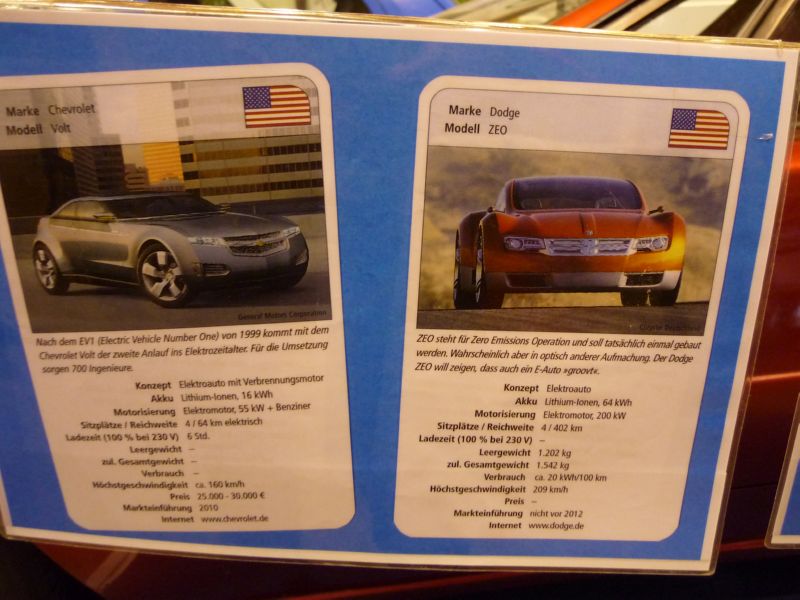 Marke Chevrolet
Modell Volt
General Motors Corporation
Nach dem EV1 (Electric Vehicle Number One) von 1999 kommt mit dem
Chevrolet Volt der zweite Anlauf ins Elektrozeitalter. Für die Umsetzung
sorgen 700 Ingenieure.
Konzept Elektroauto mit Verbrennungsmotor
Akku Lithium-Ionen, 16 kWh
Motorisierung Elektromotor, 55 kW + Benziner
Sitzplätze / Reichweite 4 / 64 km elektrisch
Ladezeit (100 % bei 230 V) 6 Std.
Leergewicht –
zul. Gesamtgewicht –
Verbrauch –
Höchstgeschwindigkeit ca. 160 km/h
Preis 25.000 - 30.000 €
Markteinführung 2010
Internet www.chevrolet.de
Marke Dodge
Modell ZEO
Chrysler Deutschland
ZEO steht für Zero Emissions Operation und soll tatsächlich einmal gebaut
werden. Wahrscheinlich aber in optisch anderer Aufmachung. Der Dodge
ZEO will zeigen, dass auch ein E-Auto »groovt«.
Konzept Elektroauto
Akku Lithium-Ionen, 64 kWh
Motorisierung Elektromotor, 200 kW
Sitzplätze / Reichweite 4 / 402 km
Ladezeit (100 % bei 230 V) –
Leergewicht 1.202 kg
zul. Gesamtgewicht 1.542 kg
Verbrauch ca. 20 kWh/100 km
Höchstgeschwindigkeit 209 km/h
Preis –
Markteinführung nicht vor 2012
Internet www.dodge.de